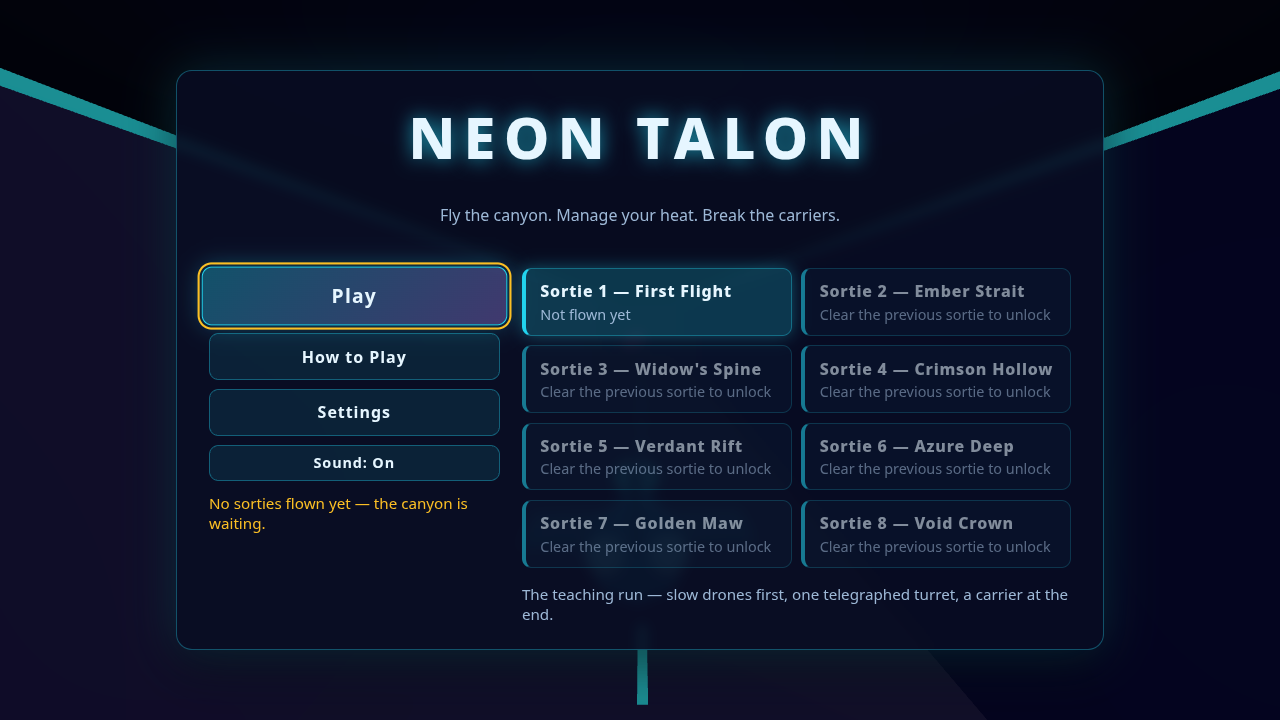 NEON TALON
Fly the canyon. Manage your heat. Break the carriers.
Play
How to Play
Settings
Sound: On
No sorties flown yet — the canyon is
waiting.
Sortie 1 — First Flight
Not flown yet
Sortie 2 — Ember Strait
Clear the previous sortie to unlock
Sortie 3 — Widow's Spine
Clear the previous sortie to unlock
Sortie 4 — Crimson Hollow
Clear the previous sortie to unlock
Sortie 5 — Verdant Rift
Clear the previous sortie to unlock
Sortie 6 — Azure Deep
Clear the previous sortie to unlock
Sortie 7 — Golden Maw
Clear the previous sortie to unlock
Sortie 8 — Void Crown
Clear the previous sortie to unlock
The teaching run — slow drones first, one telegraphed turret, a carrier at the
end.